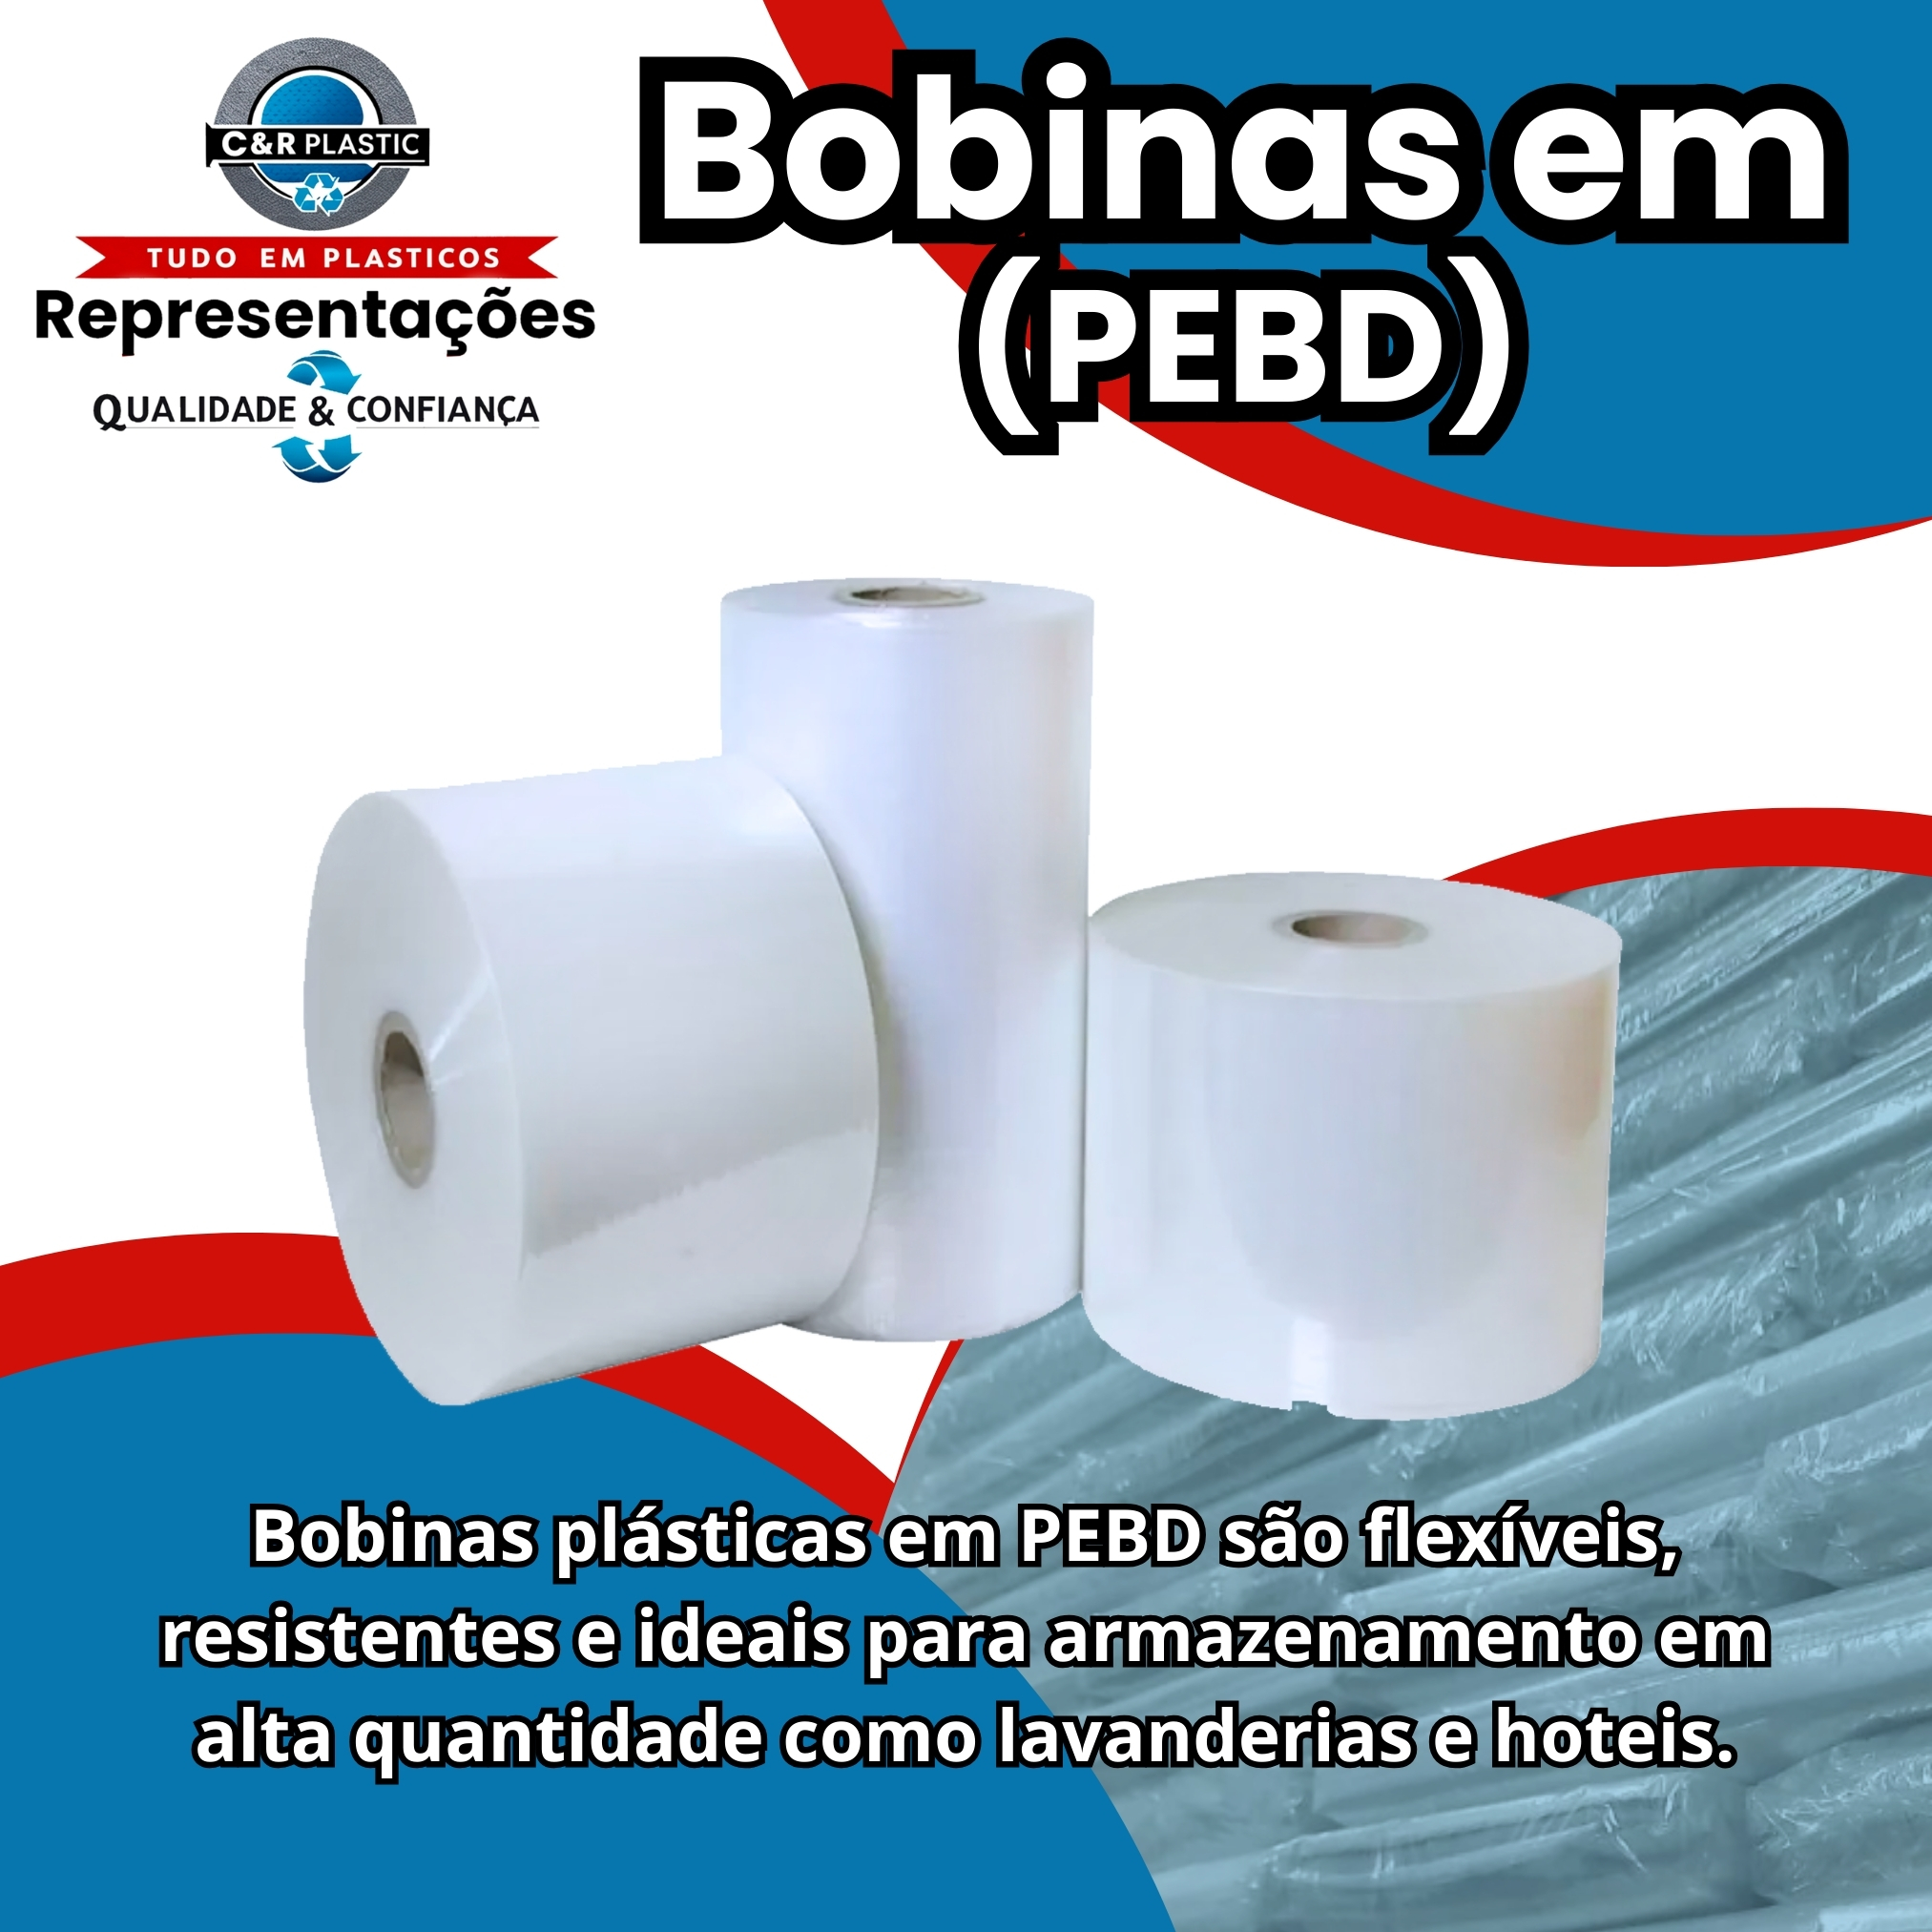 C&R PLASTIC
TUDO EM PLASTICOS
Representações
QUALIDADE & CONFIANÇA
Bobinas em
(PEBD)
Bobinas plásticas em PEBD são flexíveis,
resistentes e ideais para armazenamento em
alta quantidade como lavanderias e hoteis.